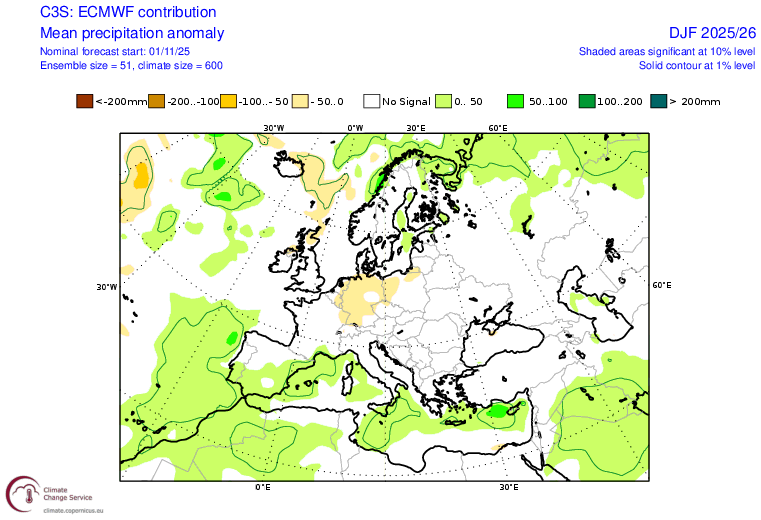 C3S: ECMWF contribution
Mean precipitation anomaly
DJF 2025/26
Nominal forecast start: 01/11/25
Shaded areas significant at 10% level
Ensemble size = 51, climate size = 600
Solid contour at 1% level
<-200mm -200..-100 -100..- 50 - 50..0 No Signal 0.. 50 50..100 100..200 > 200mm
30°W 0°W 30°E 60°E
30°W 60°E
0°E 30°E
Climate
Change Service
climate.copernicus.eu